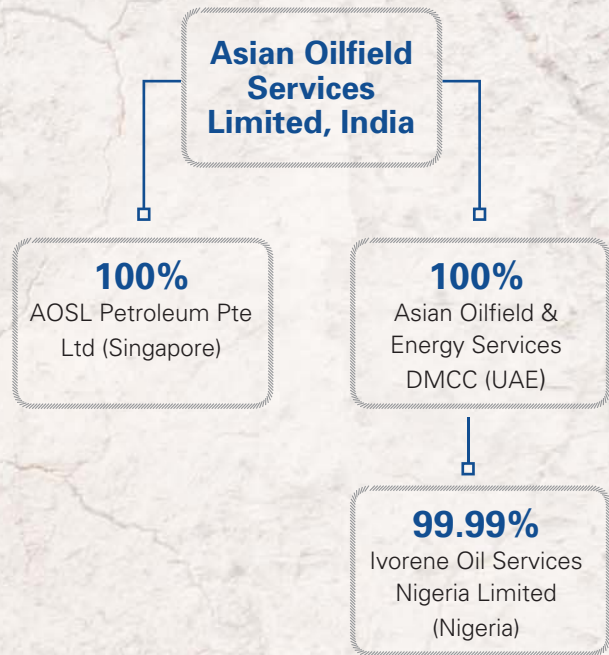 Asian Oilfield
Services
Limited, India
100%
AOSL Petroleum Pte
Ltd (Singapore)
100%
Asian Oilfield &
Energy Services
DMCC (UAE)
99.99%
Ivorene Oil Services
Nigeria Limited
(Nigeria)